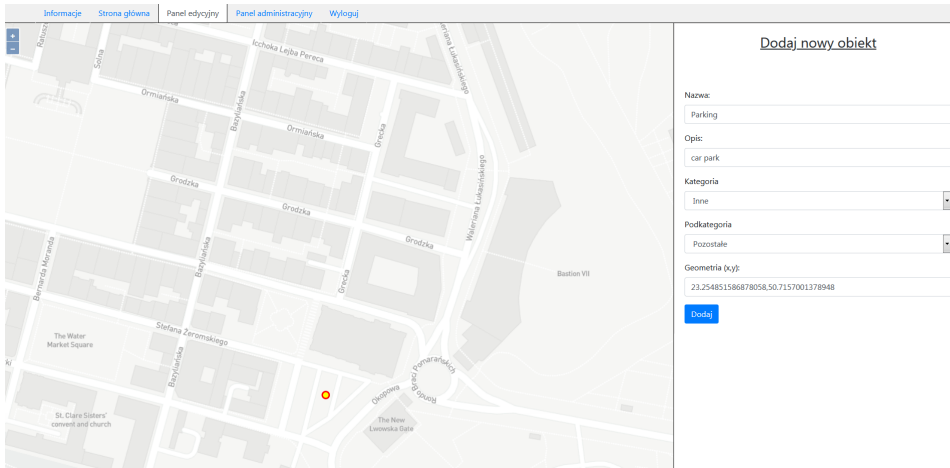 Informacje Strona główna Panel edycyjny Panel administracyjny Wyloguj
+
-
Dodaj nowy obiekt
Nazwa:
Parking
Opis:
car park
Kategoria
Inne
Podkategoria
Pozostałe
Geometria (x,y):
23.254851586878058,50.7157001378948
Dodaj
Solna
Icchoka Lejba Pereca
Waleriana Łukasińskiego
Ormiańska
Bazyliańska
Ormiańska
Grecka
Grodzka
Grodzka
Grodzka
Waleriana Łukasińskiego
Bazyliańska
Bernarda Moranda
Grecka
Bastion VII
Stefana Żeromskiego
The Water
Market Square
Bazyliańska
Rondo Braci Pomarańskich
Okopowa
St. Clare Sisters'
convent and church
The New
Lwowska Gate